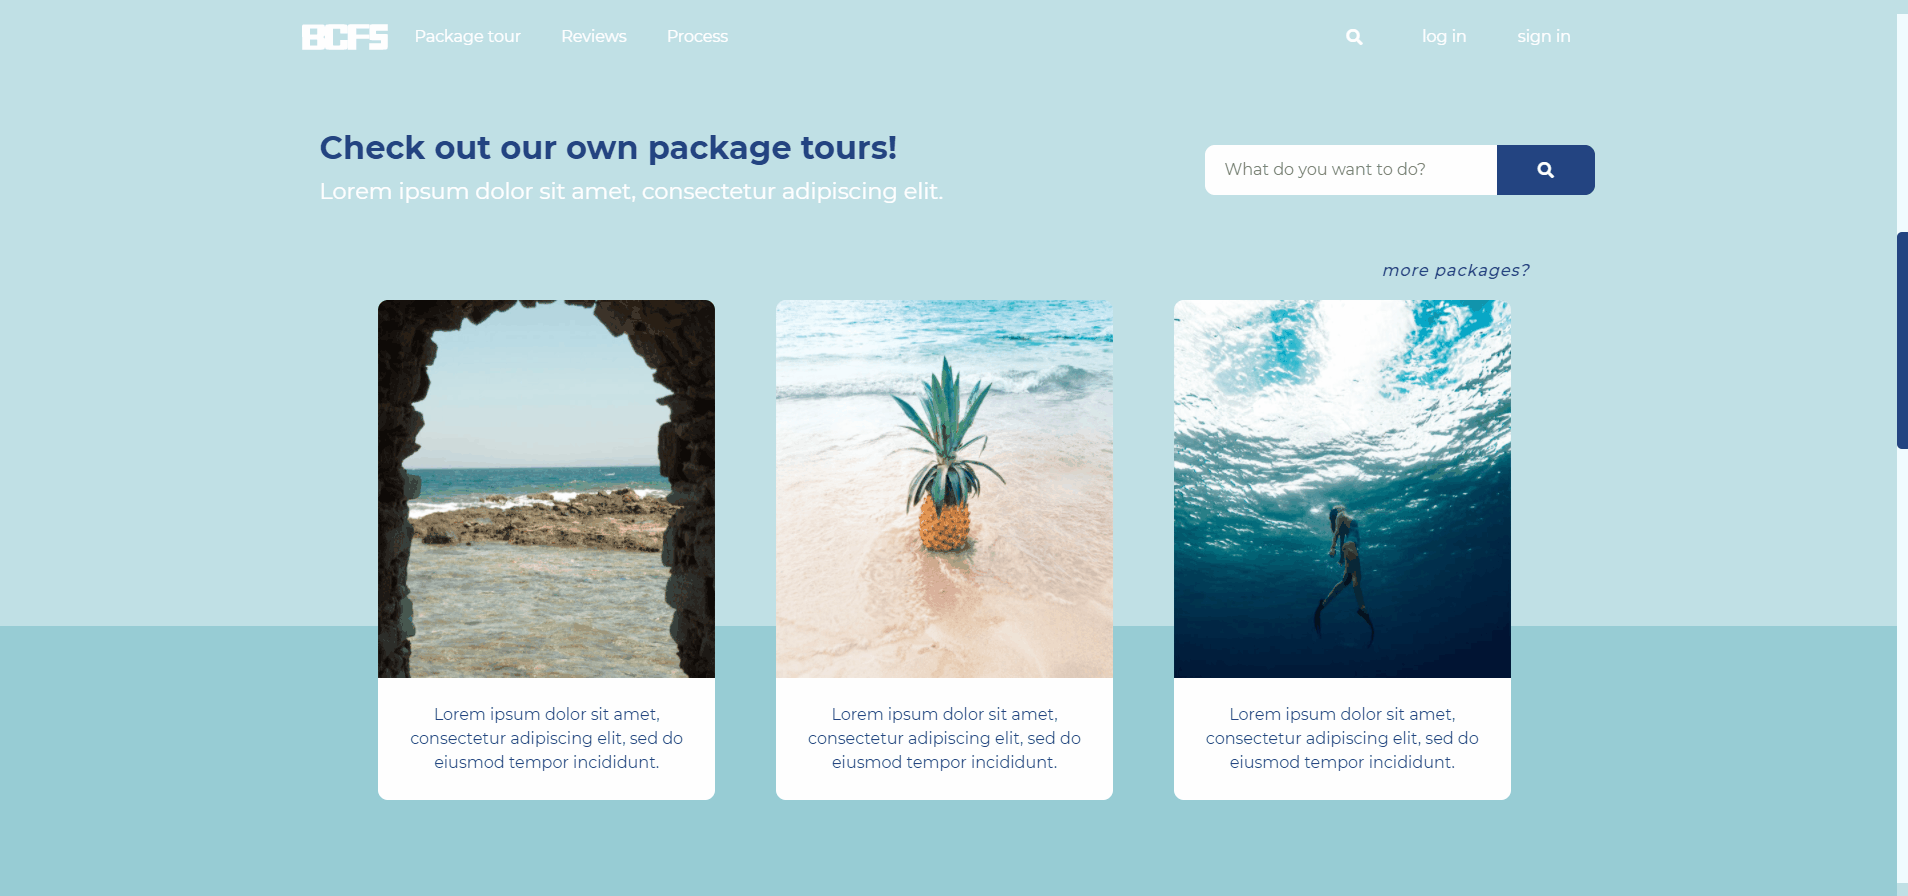 BCFS Package tour Reviews Process log in sign in
Check out our own package tours!
Lorem ipsum dolor sit amet, consectetur adipiscing elit.
What do you want to do?
more packages?
Lorem ipsum dolor sit amet,
consectetur adipiscing elit, sed do
eiusmod tempor incididunt.
Lorem ipsum dolor sit amet,
consectetur adipiscing elit, sed do
eiusmod tempor incididunt.
Lorem ipsum dolor sit amet,
consectetur adipiscing elit, sed do
eiusmod tempor incididunt.